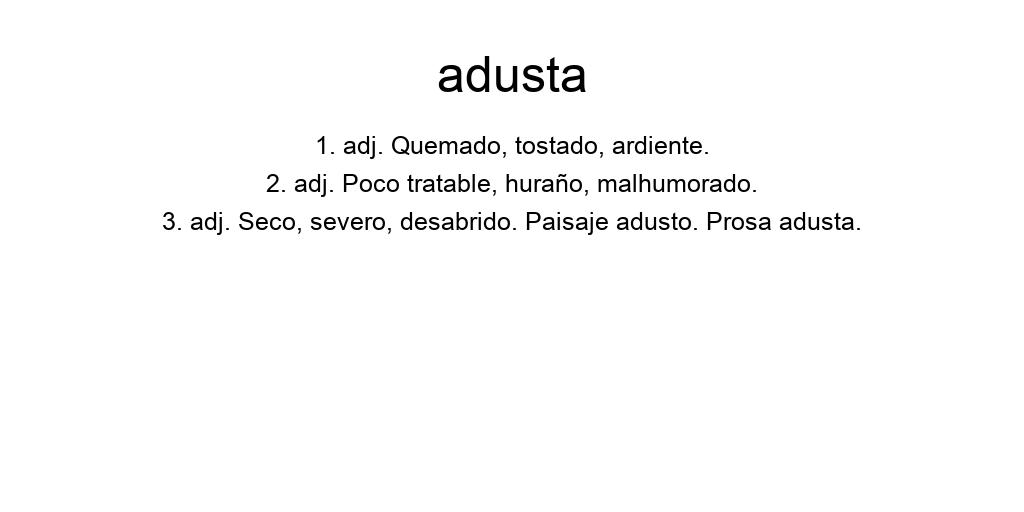 adusta
1. adj. Quemado, tostado, ardiente.
2. adj. Poco tratable, huraño, malhumorado.
3. adj. Seco, severo, desabrido. Paisaje adusto. Prosa adusta.